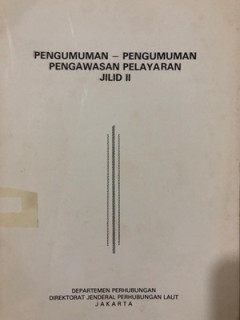 PENGUMUMAN – PENGUMUMAN
PENGAWASAN PELAYARAN
JILID II
DEPARTEMEN PERHUBUNGAN
DIREKTORAT JENDERAL PERHUBUNGAN LAUT
JAKARTA